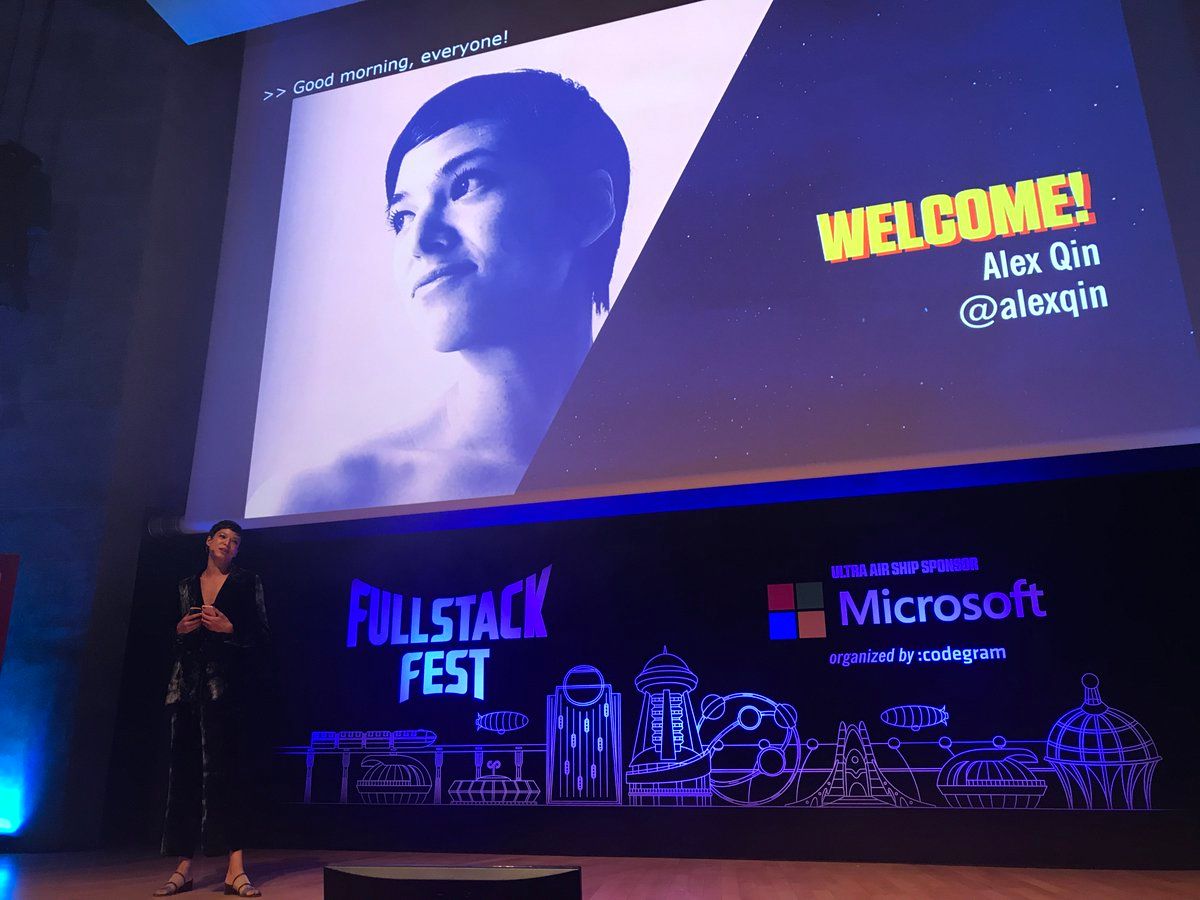 >> Good morning, everyone!
WELCOME!
Alex Qin
@alexqin
FULLSTACK
FEST
ULTRA AIR SHIP SPONSOR
Microsoft
organized by :codegram